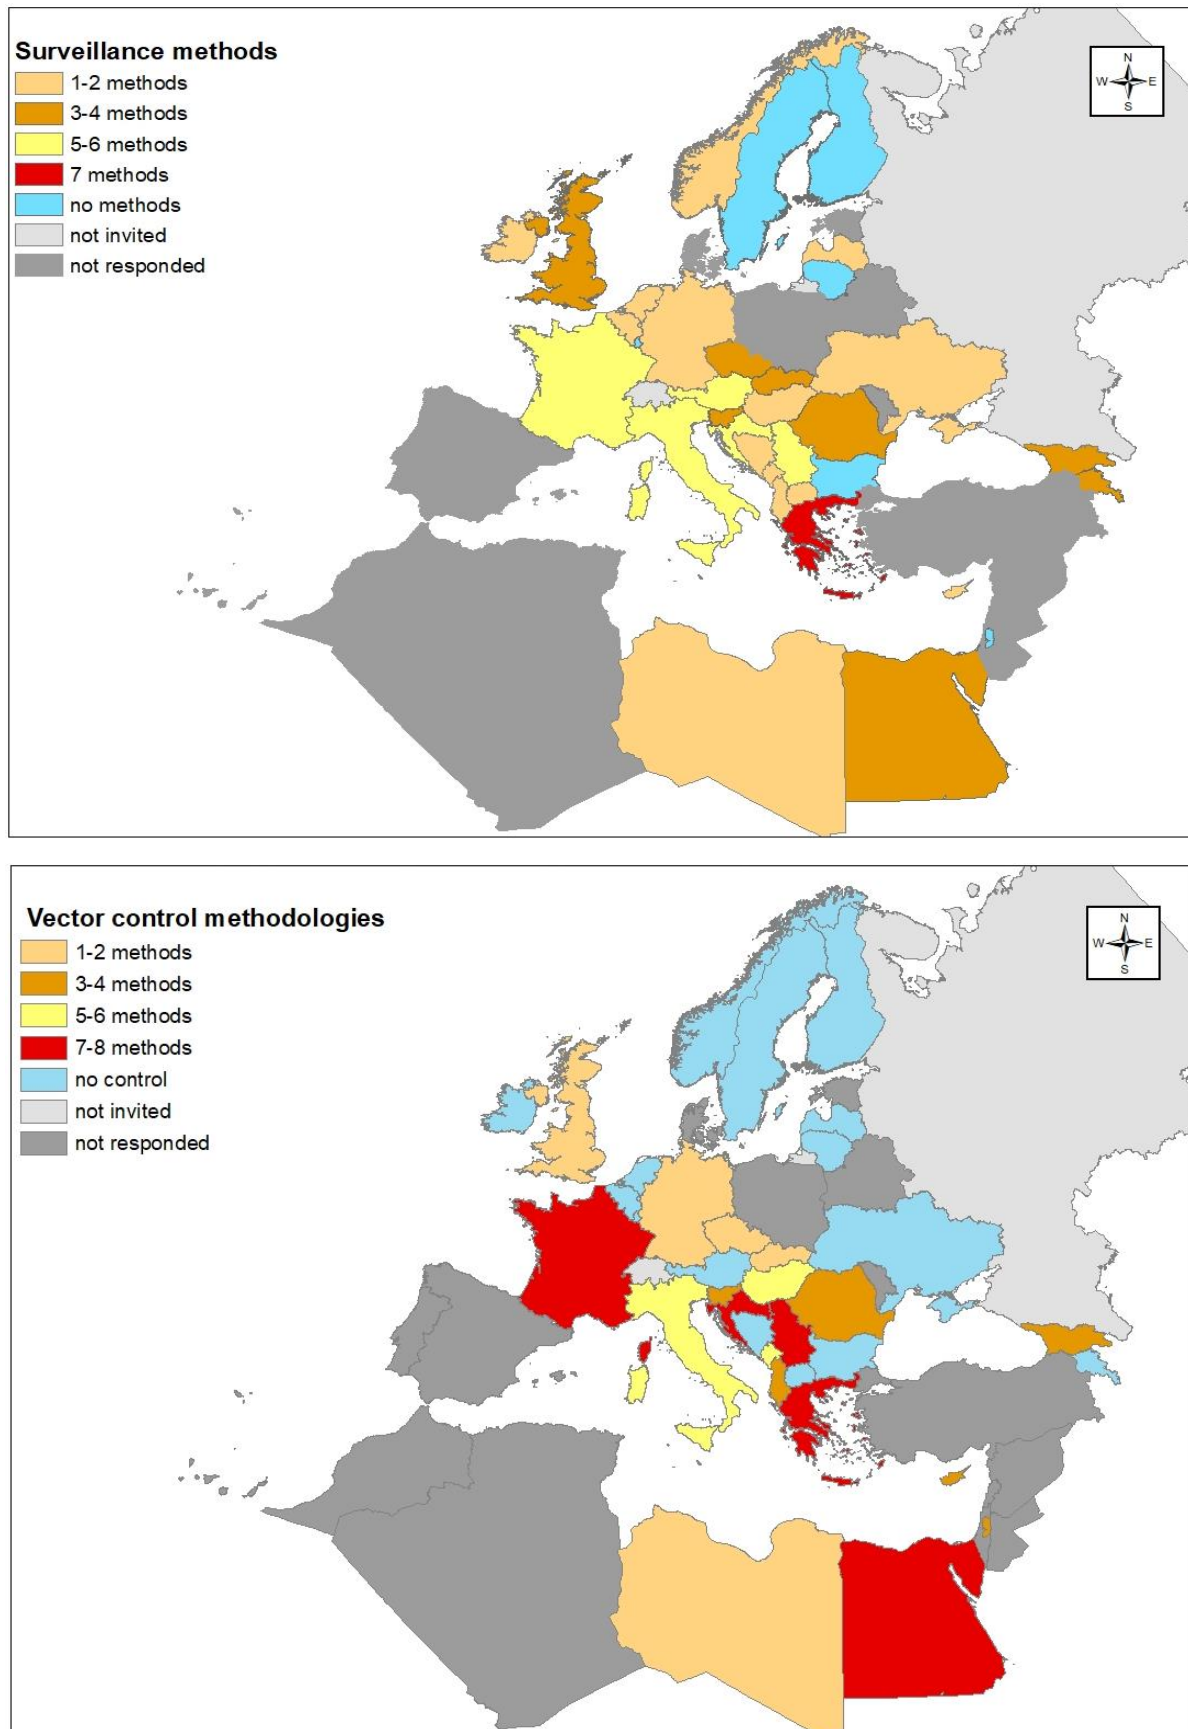 Surveillance methods
1-2 methods
3-4 methods
5-6 methods
7 methods
no methods
not invited
not responded
N
W E
S
Vector control methodologies
1-2 methods
3-4 methods
5-6 methods
7-8 methods
no control
not invited
not responded
N
W E
S